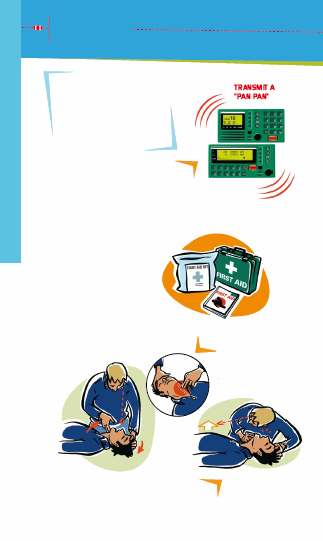 TRANSMIT A
"PAN PAN"
FIRST AID KIT
FIRST AID
FIRST AID